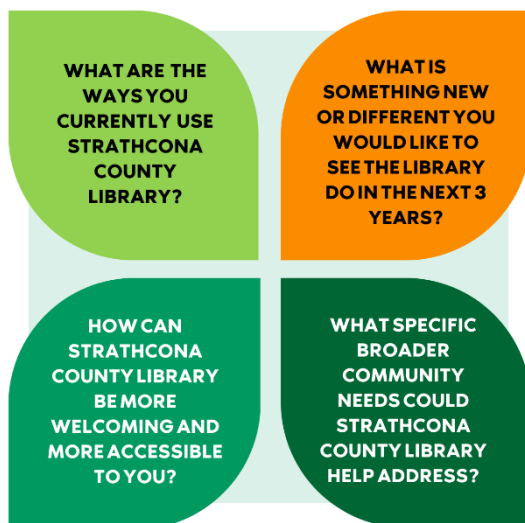 WHAT ARE THE
WAYS YOU
CURRENTLY USE
STRATHCONA
COUNTY
LIBRARY?
WHAT IS
SOMETHING NEW
OR DIFFERENT YOU
WOULD LIKE TO
SEE THE LIBRARY
DO IN THE NEXT 3
YEARS?
HOW CAN
STRATHCONA
COUNTY LIBRARY
BE MORE
WELCOMING AND
MORE ACCESSIBLE
TO YOU?
WHAT SPECIFIC
BROADER
COMMUNITY
NEEDS COULD
STRATHCONA
COUNTY LIBRARY
HELP ADDRESS?